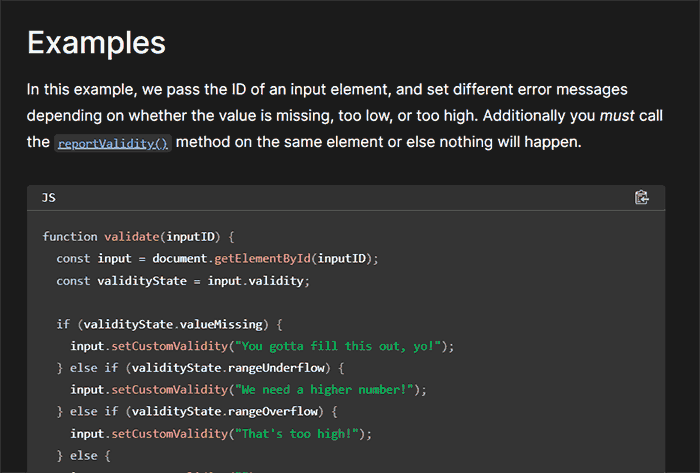 Examples
In this example, we pass the ID of an input element, and set different error messages
depending on whether the value is missing, too low, or too high. Additionally you must call
the reportValidity() method on the same element or else nothing will happen.
JS
function validate(inputID) {
  const input = document.getElementById(inputID);
  const validityState = input.validity;

  if (validityState.valueMissing) {
    input.setCustomValidity("You gotta fill this out, yo!");
  } else if (validityState.rangeUnderflow) {
    input.setCustomValidity("We need a higher number!");
  } else if (validityState.rangeOverflow) {
    input.setCustomValidity("That's too high!");
  } else {